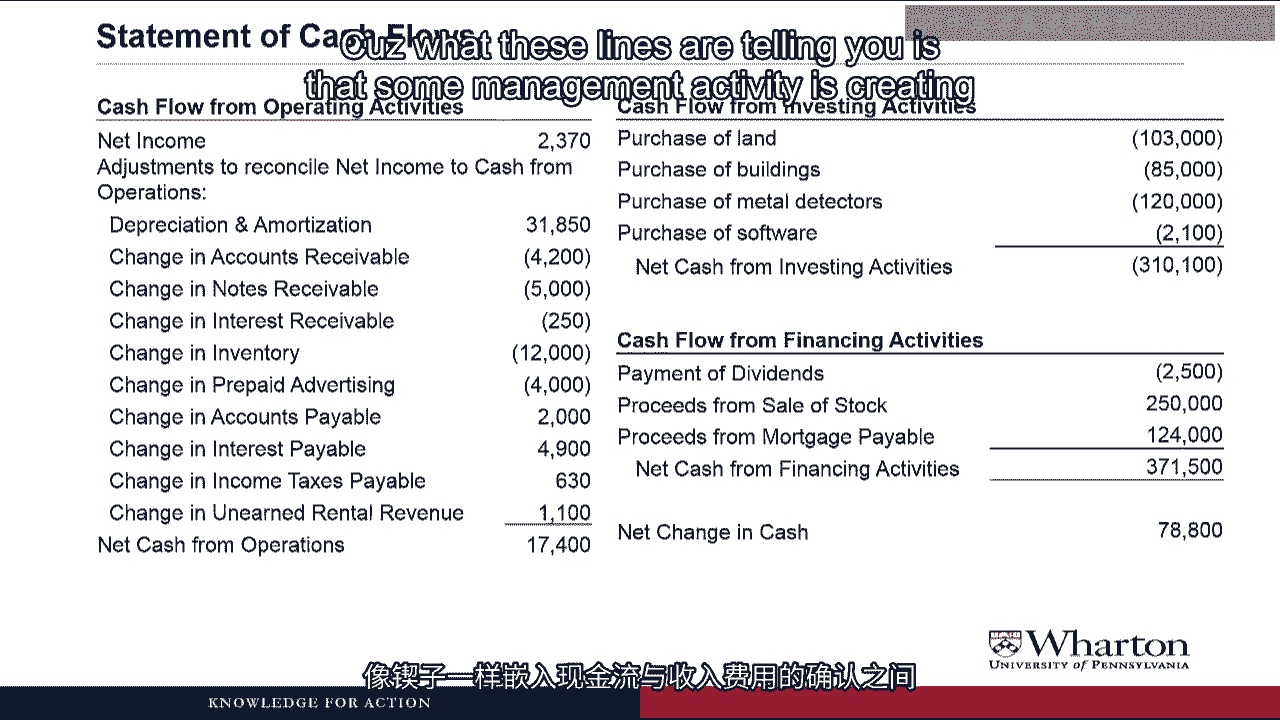 Statement of Cash Flows
Cuz what these lines are telling you is
that some management activity is creating
Cash Flow from Operating Activities
Net Income 2,370
Adjustments to reconcile Net Income to Cash from
Operations:
Depreciation & Amortization 31,850
Change in Accounts Receivable (4,200)
Change in Notes Receivable (5,000)
Change in Interest Receivable (250)
Change in Inventory (12,000)
Change in Prepaid Advertising (4,000)
Change in Accounts Payable 2,000
Change in Interest Payable 4,900
Change in Income Taxes Payable 630
Change in Unearned Rental Revenue 1,100
Net Cash from Operations 17,400
Cash Flow from Investing Activities
Purchase of land (103,000)
Purchase of buildings (85,000)
Purchase of metal detectors (120,000)
Purchase of software (2,100)
Net Cash from Investing Activities (310,100)
Cash Flow from Financing Activities
Payment of Dividends (2,500)
Proceeds from Sale of Stock 250,000
Proceeds from Mortgage Payable 124,000
Net Cash from Financing Activities 371,500
Net Change in Cash 78,800
Wharton
UNIVERSITY of PENNSYLVANIA
像锲子一样嵌入现金流与收入费用的确认之间
KNOWLEDGE FOR ACTION